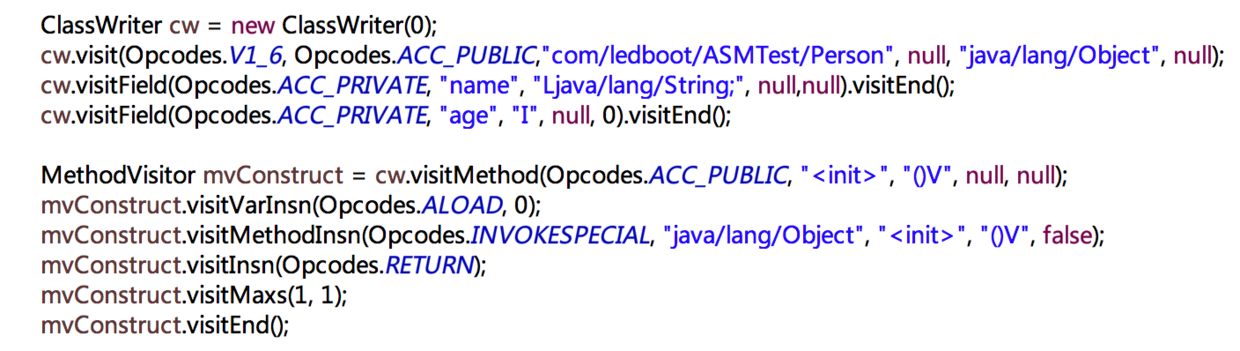 ClassWriter cw = new ClassWriter(0);
cw.visit(Opcodes.V1_6, Opcodes.ACC_PUBLIC,"com/ledboot/ASMTest/Person", null, "java/lang/Object", null);
cw.visitField(Opcodes.ACC_PRIVATE, "name", "Ljava/lang/String;", null,null).visitEnd();
cw.visitField(Opcodes.ACC_PRIVATE, "age", "I", null, 0).visitEnd();
MethodVisitor mvConstruct = cw.visitMethod(Opcodes.ACC_PUBLIC, "<init>", "()V", null, null);
mvConstruct.visitVarInsn(Opcodes.ALOAD, 0);
mvConstruct.visitMethodInsn(Opcodes.INVOKESPECIAL, "java/lang/Object", "<init>", "()V", false);
mvConstruct.visitInsn(Opcodes.RETURN);
mvConstruct.visitMaxs(1, 1);
mvConstruct.visitEnd();